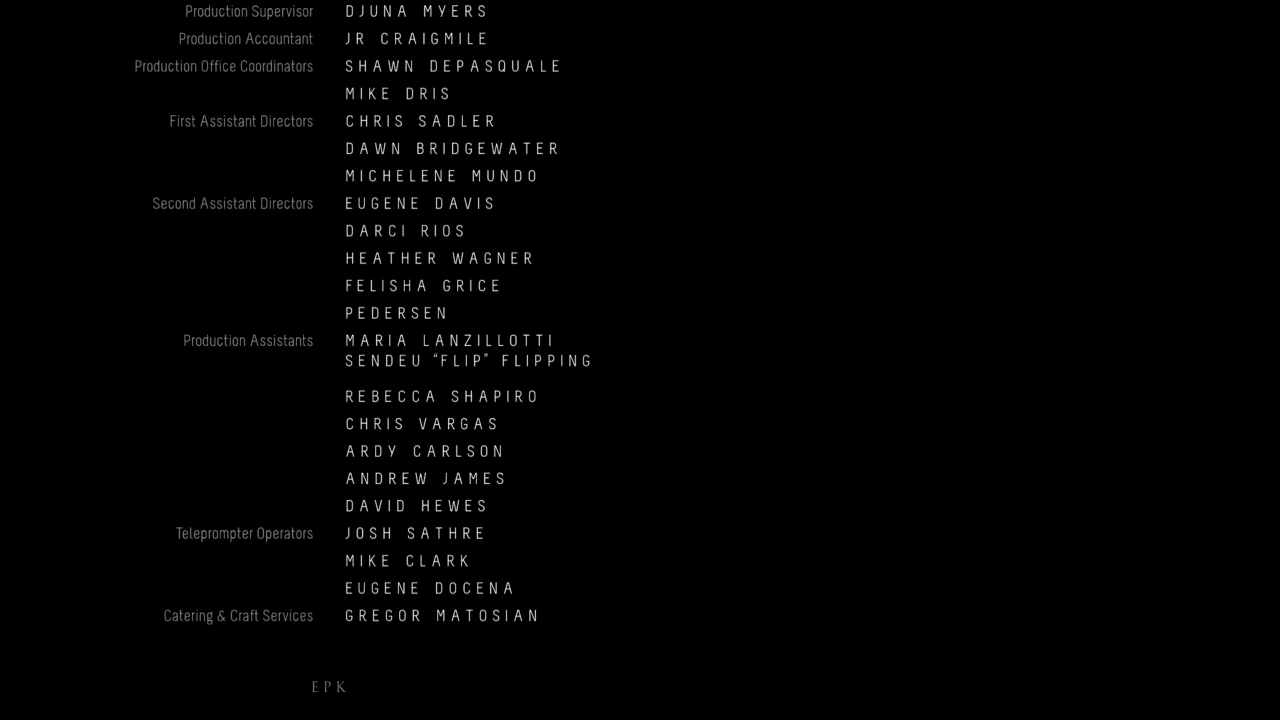 Production Supervisor DJUNA MYERS
Production Accountant JR CRAIGMILE
Production Office Coordinators SHAWN DEPASQUALE
MIKE DRIS
First Assistant Directors CHRIS SADLER
DAWN BRIDGEWATER
MICHELENE MUNDO
Second Assistant Directors EUGENE DAVIS
DARCI RIOS
HEATHER WAGNER
FELISHA GRICE
PEDERSEN
Production Assistants MARIA LANZILLOTTI
SENDEU “FLIP” FLIPPING
REBECCA SHAPIRO
CHRIS VARGAS
ARDY CARLSON
ANDREW JAMES
DAVID HEWES
Teleprompter Operators JOSH SATHRE
MIKE CLARK
EUGENE DOCENA
Catering & Craft Services GREGOR MATOSIAN
EPK